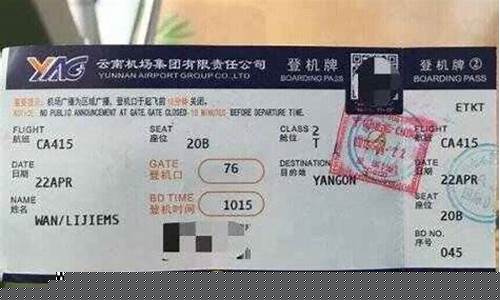 YAG 云南机场集团有限责任公司
YUNNAN AIRPORT GROUP CO.,LTD
登机牌
BOARDING PASS
登机牌②
BOARDING PASS
重要提示：机场广播为区域广播，登机口于起飞前10分钟关闭。
NOTICE: NO PUBLIC ANNOUNCEMENT AT GATE.GATE CLOSED 10 MINUTES BEFORE DEPARTURE TIME.
ETKT
FLIGHT
航班 CA415
SEAT
座位 20B
CLASS 2
舱位 T
FLIGHT
航班 CA415
DATE
日期 22APR
GATE
登机口 76
DESTINATION
目的地 YANGON
DATE
日期 22APR
NAME
姓名 WAN/LIJIEMS
BD TIME
登机时间 1015
SEAT
座位 20B
BD NO.
序号 045